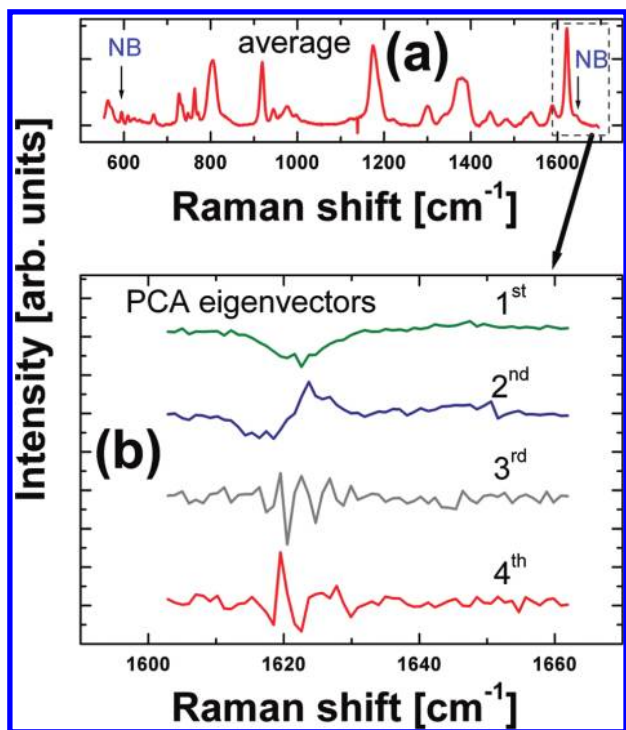 NB
average
(a)
NB
600 800 1000 1200 1400 1600
Raman shift [cm⁻¹]
Intensity [arb. units]
PCA eigenvectors
1ˢᵗ
2ⁿᵈ
(b)
3ʳᵈ
4ᵗʰ
1600 1620 1640 1660
Raman shift [cm⁻¹]